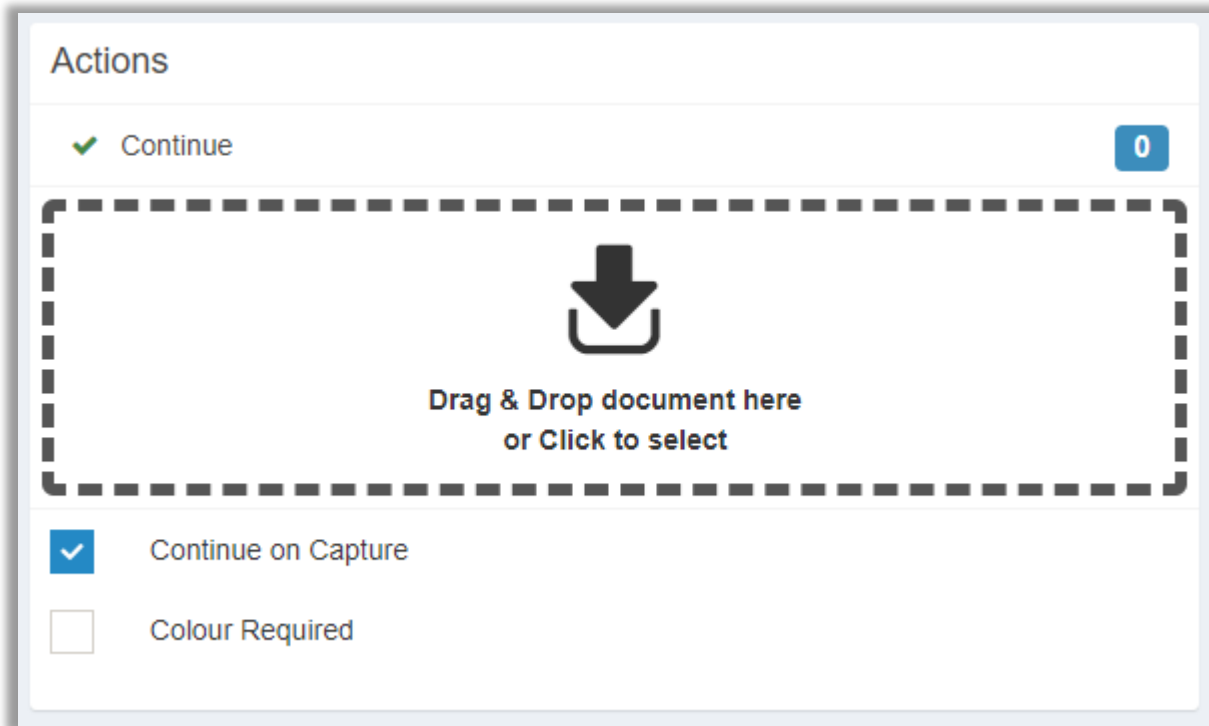 Actions
Continue 0
Drag & Drop document here
or Click to select
Continue on Capture
Colour Required